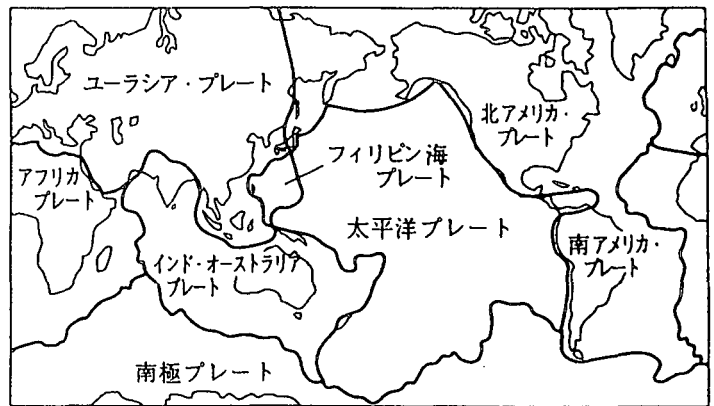 ユーラシア・プレート
北アメリカ・
プレート
アフリカ
プレート
フィリピン海
プレート
太平洋プレート
南アメリカ・
プレート
インド・オーストラリア
プレート
南極プレート